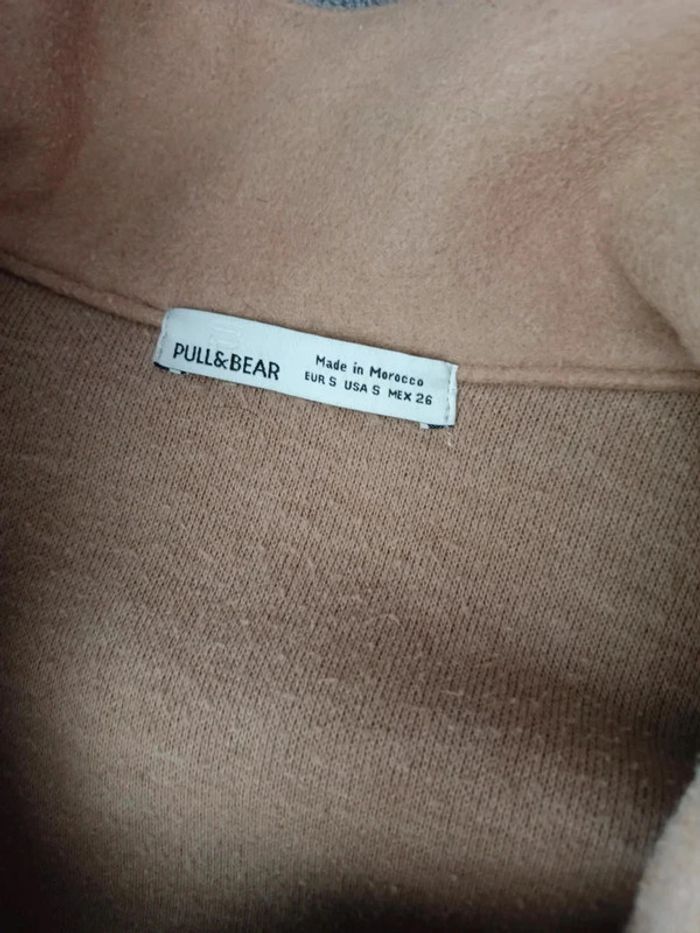 PULL&BEAR
Made in Morocco
EUR S USA S MEX 26